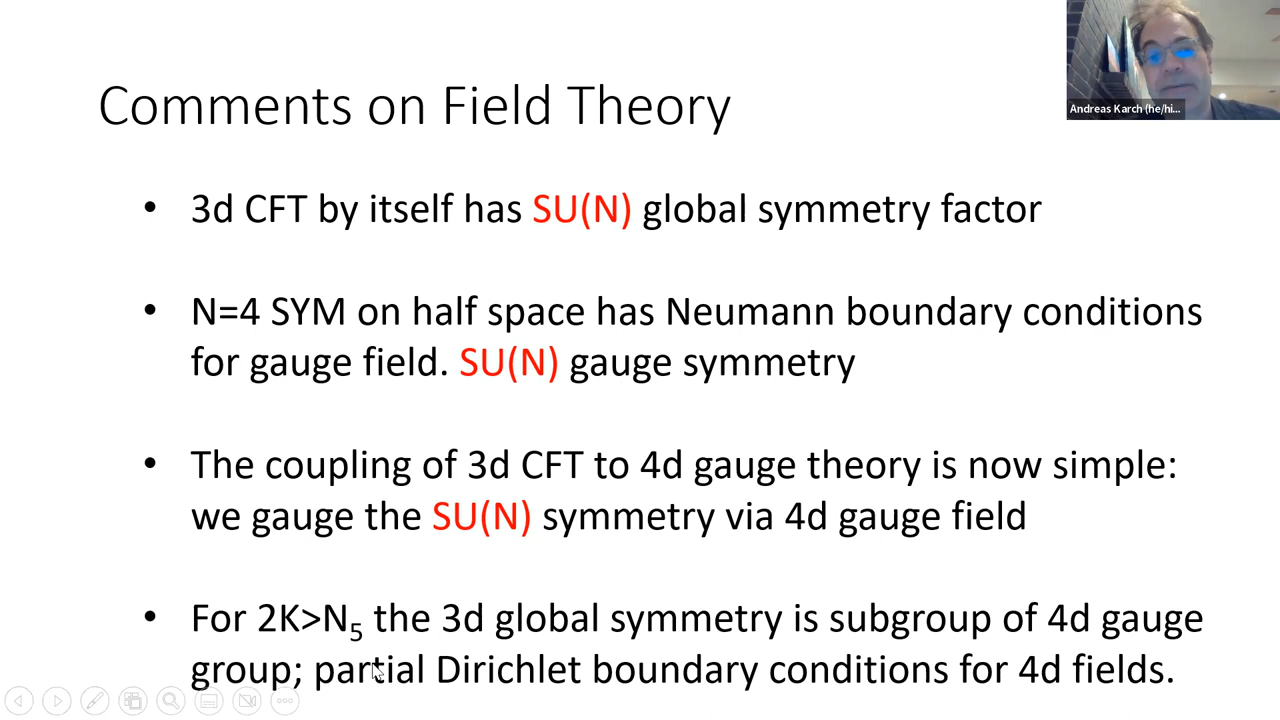 Andreas Karch (he/hi...
Comments on Field Theory
• 3d CFT by itself has SU(N) global symmetry factor
• N=4 SYM on half space has Neumann boundary conditions
for gauge field. SU(N) gauge symmetry
• The coupling of 3d CFT to 4d gauge theory is now simple:
we gauge the SU(N) symmetry via 4d gauge field
• For 2K>N₅ the 3d global symmetry is subgroup of 4d gauge
group; partial Dirichlet boundary conditions for 4d fields.